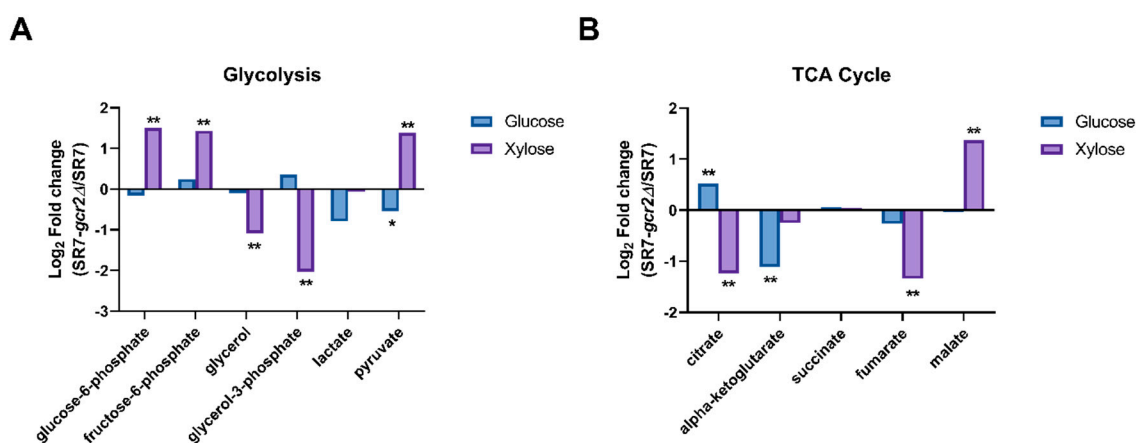 A
Glycolysis
Log2 Fold change
(SR7-gcr2Δ/SR7)
2
1
0
-1
-2
-3
**
**
**
**
*
**
glucose-6-phosphate
fructose-6-phosphate
glycerol
glycerol-3-phosphate
lactate
pyruvate
Glucose
Xylose
B
TCA Cycle
Log2 Fold change
(SR7-gcr2Δ/SR7)
2
1
0
-1
-2
**
**
**
**
**
citrate
alpha-ketoglutarate
succinate
fumarate
malate
Glucose
Xylose